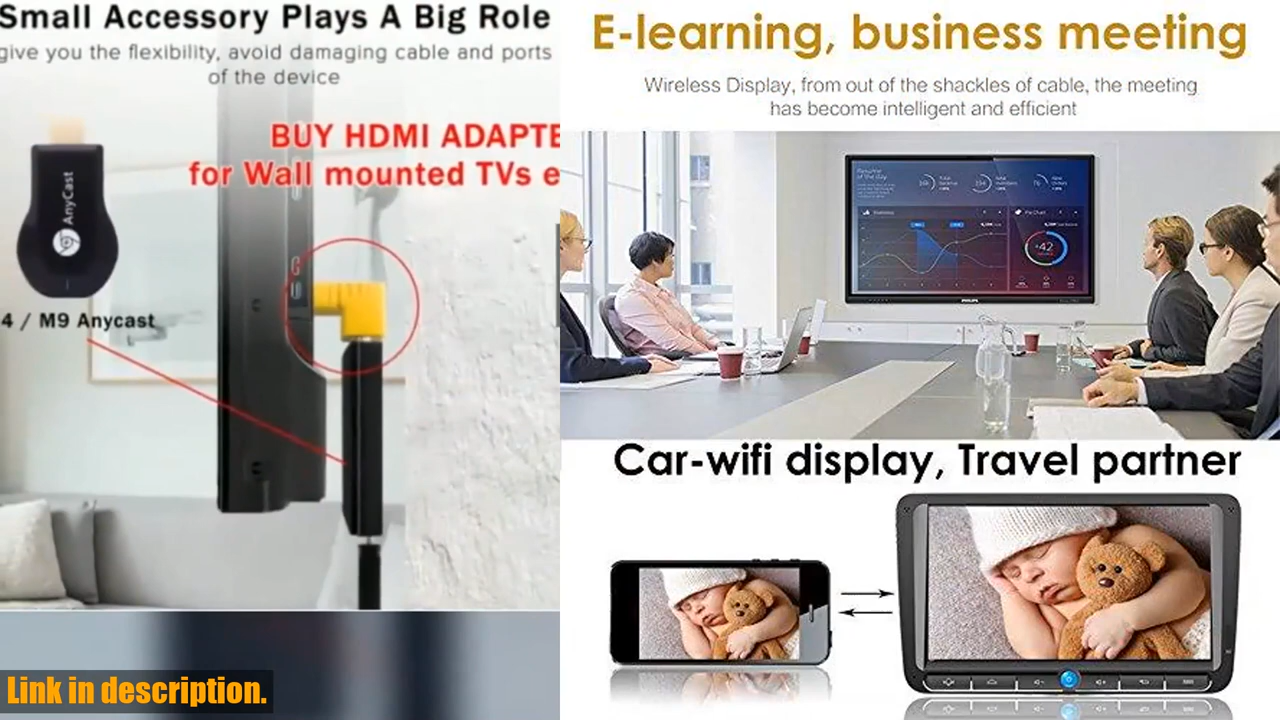 Small Accessory Plays A Big Role
give you the flexibility, avoid damaging cable and ports
of the device
BUY HDMI ADAPTE
for Wall mounted TVs e
AnyCast
4 / M9 Anycast
Link in description.
E-learning, business meeting
Wireless Display, from out of the shackles of cable, the meeting
has become intelligent and efficient
PHILIPS
+42
Car-wifi display, Travel partner